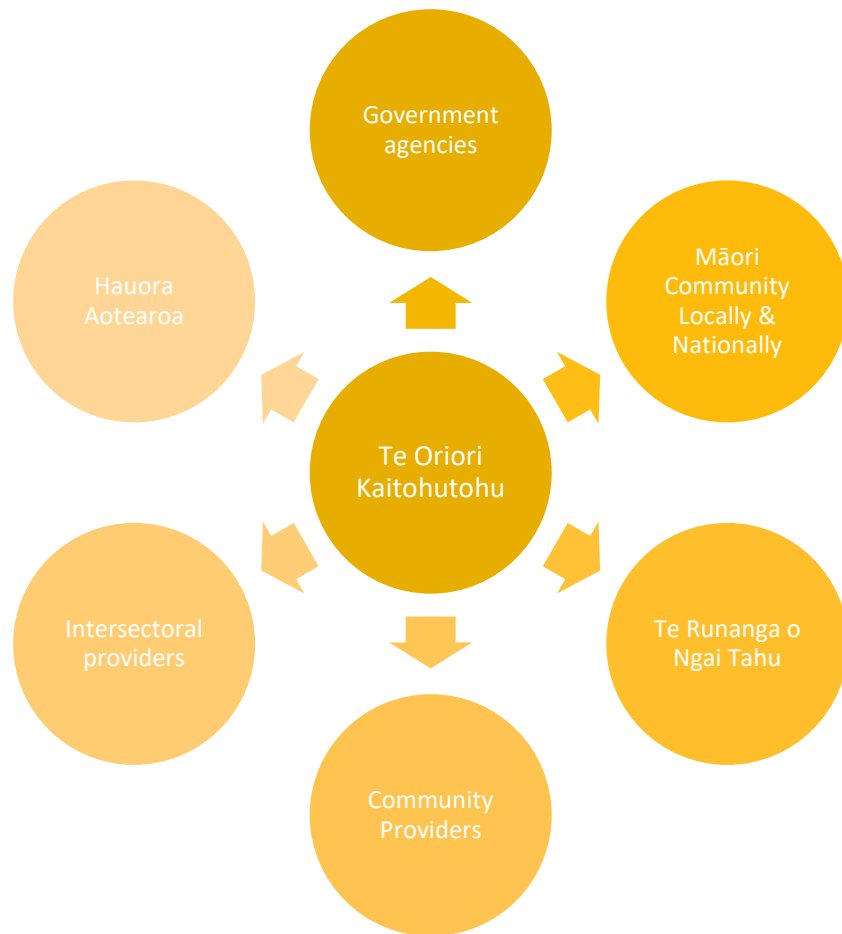 Government
agencies
Hauora
Aotearoa
Māori
Community
Locally &
Nationally
Te Oriori
Kaitohutohu
Intersectoral
providers
Te Runanga o
Ngai Tahu
Community
Providers